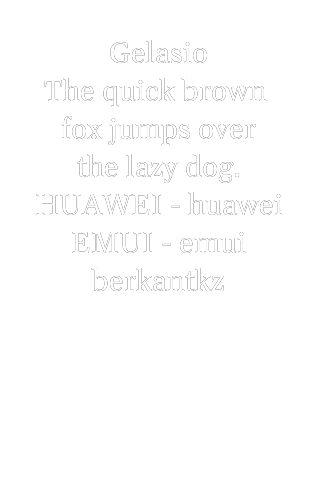 Gelasio
The quick brown
fox jumps over
the lazy dog.
HUAWEI - huawei
EMUI - emui
berkantkz